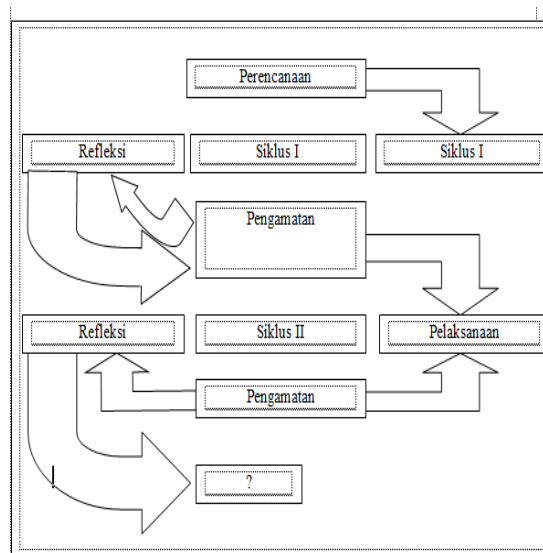 Perencanaan
Refleksi
Siklus I
Siklus I
Pengamatan
Refleksi
Siklus II
Pelaksanaan
Pengamatan
?